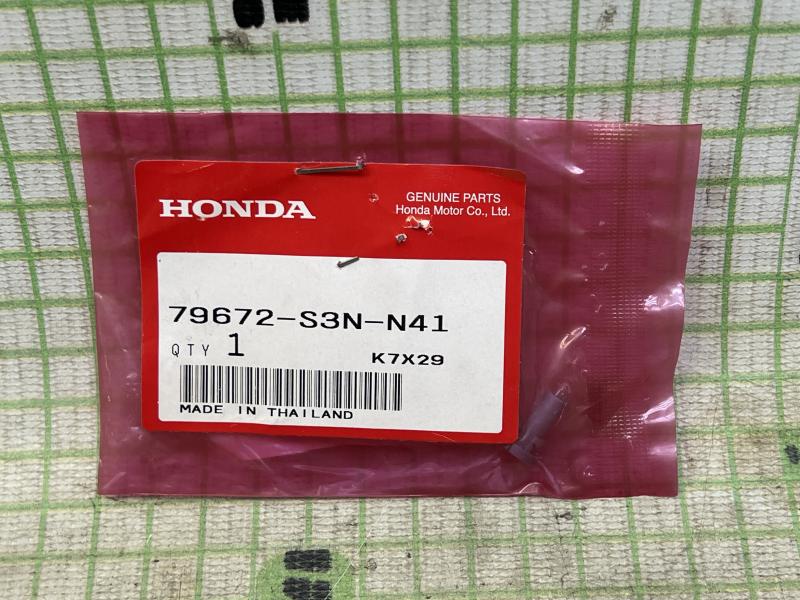 HONDA
GENUINE PARTS
Honda Motor Co., Ltd.
79672-S3N-N41
QTY 1
K7X29
MADE IN THAILAND